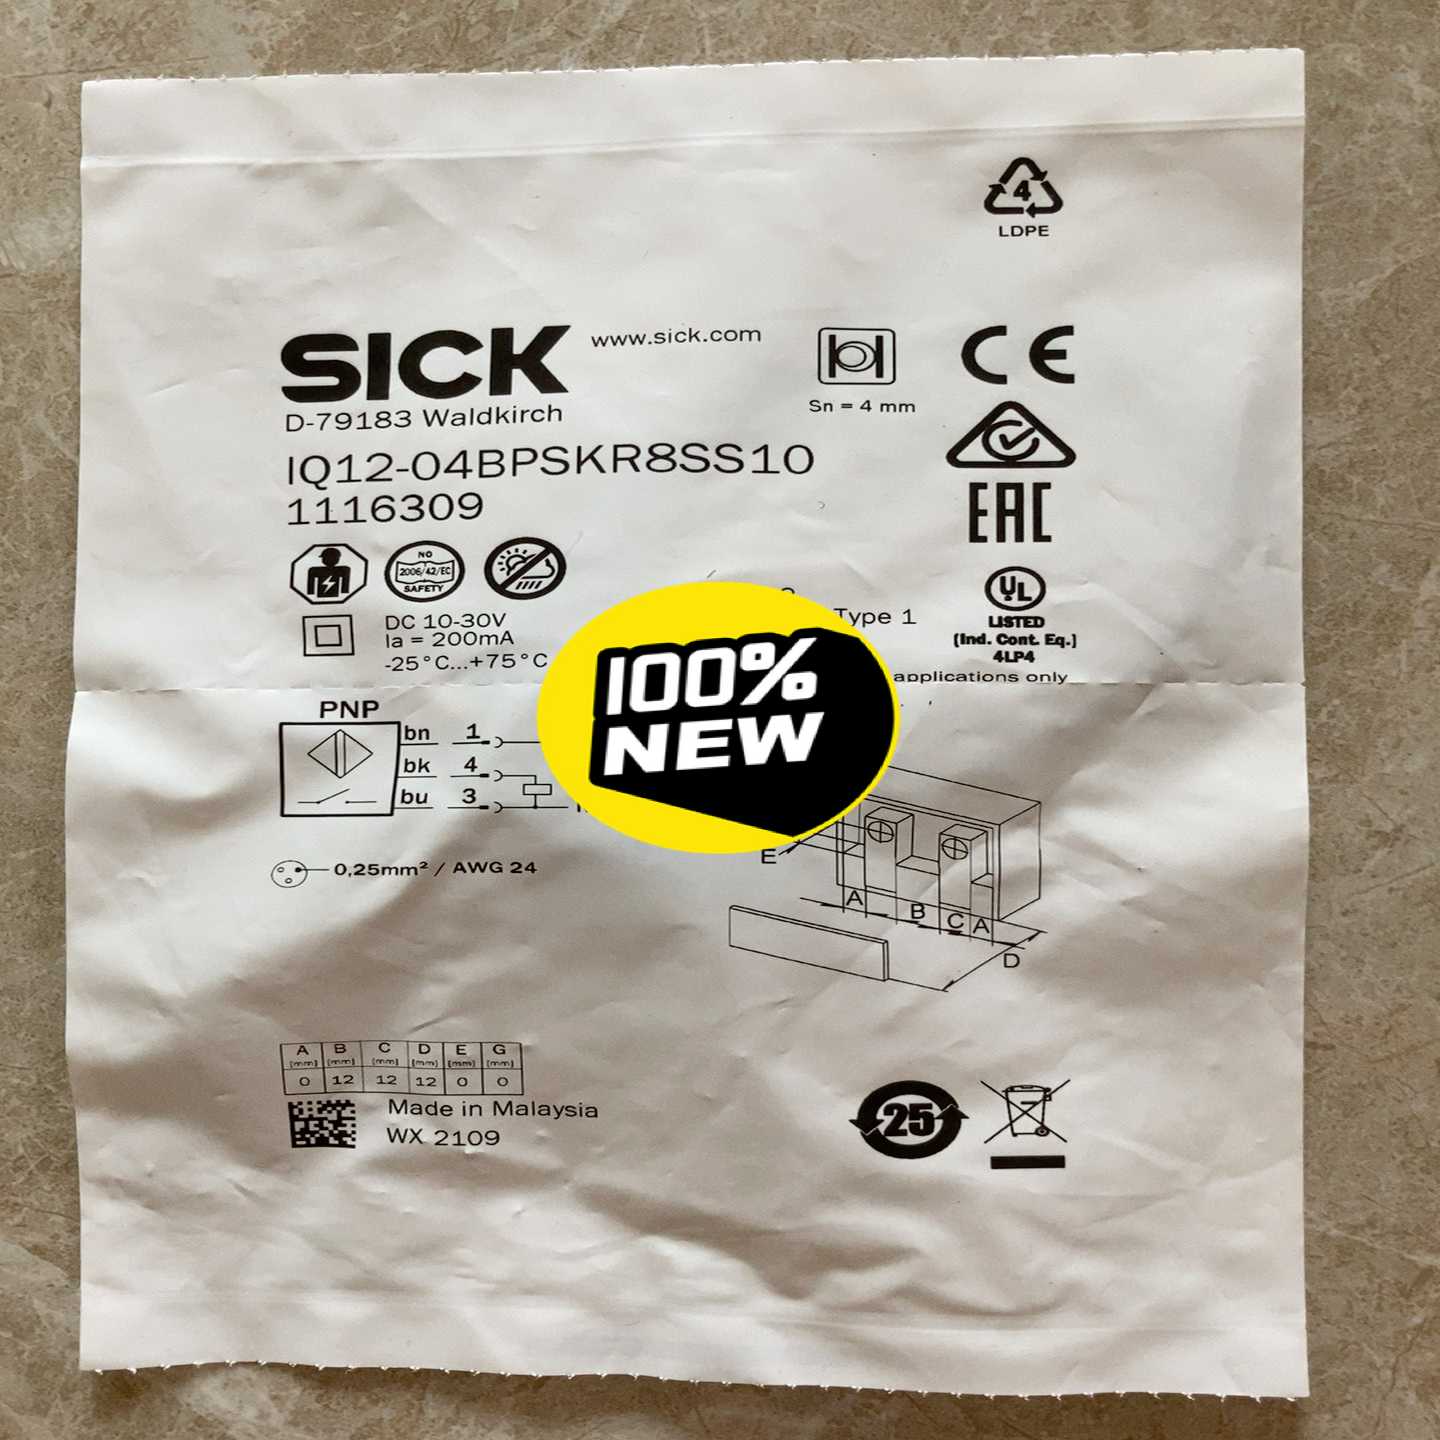 4
LDPE
SICK www.sick.com
D-79183 Waldkirch
Sn = 4 mm
CE
IQ12-04BPSKR8SS10
1116309
EAC
NO
2006/42/EC
SAFETY
DC 10-30V
Ia = 200mA
-25°C...+75°C
Type 1
UL
LISTED
(Ind. Cont. Eq.)
4LP4
applications only
100%
NEW
PNP
bn 1
bk 4
bu 3
0,25mm² / AWG 24
E
A B C A
D
A B C D E G
(mm) (mm) (mm) (mm) (mm) (mm)
0 12 12 12 0 0
Made in Malaysia
WX 2109
25